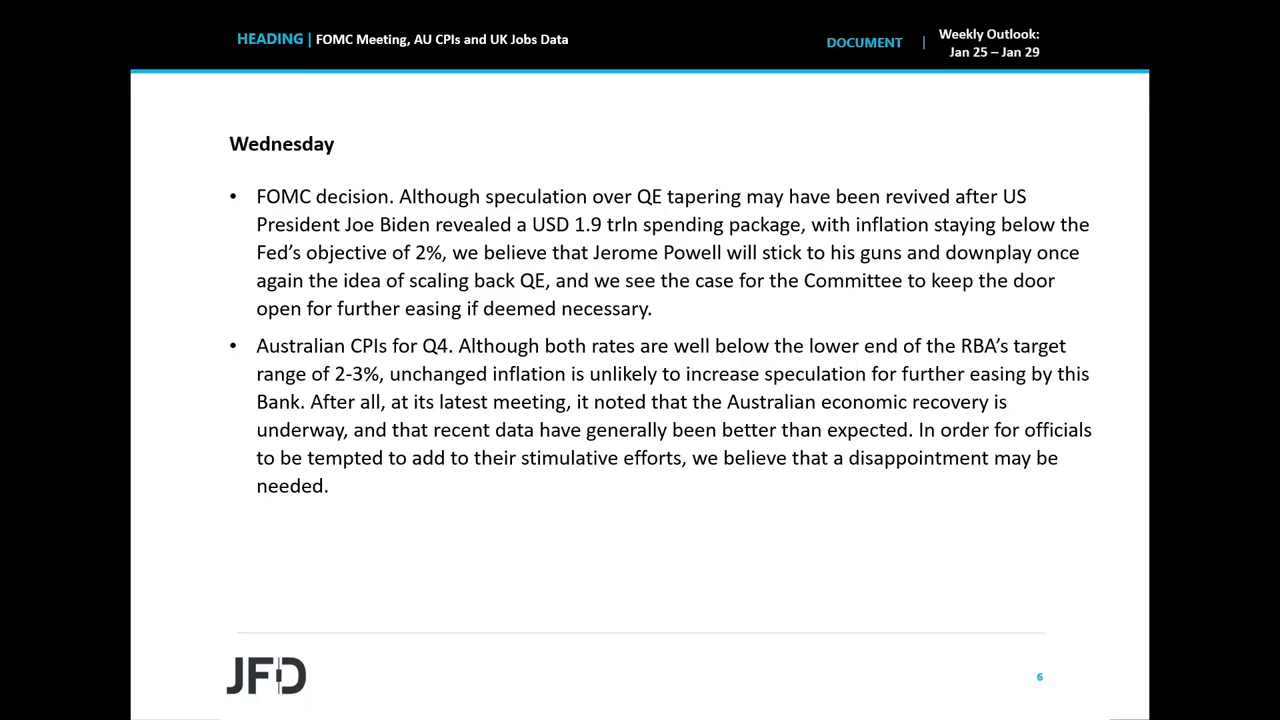 HEADING | FOMC Meeting, AU CPIs and UK Jobs Data
DOCUMENT | Weekly Outlook:
Jan 25 – Jan 29
Wednesday
• FOMC decision. Although speculation over QE tapering may have been revived after US
President Joe Biden revealed a USD 1.9 trln spending package, with inflation staying below the
Fed’s objective of 2%, we believe that Jerome Powell will stick to his guns and downplay once
again the idea of scaling back QE, and we see the case for the Committee to keep the door
open for further easing if deemed necessary.
• Australian CPIs for Q4. Although both rates are well below the lower end of the RBA’s target
range of 2-3%, unchanged inflation is unlikely to increase speculation for further easing by this
Bank. After all, at its latest meeting, it noted that the Australian economic recovery is
underway, and that recent data have generally been better than expected. In order for officials
to be tempted to add to their stimulative efforts, we believe that a disappointment may be
needed.
JFD
6